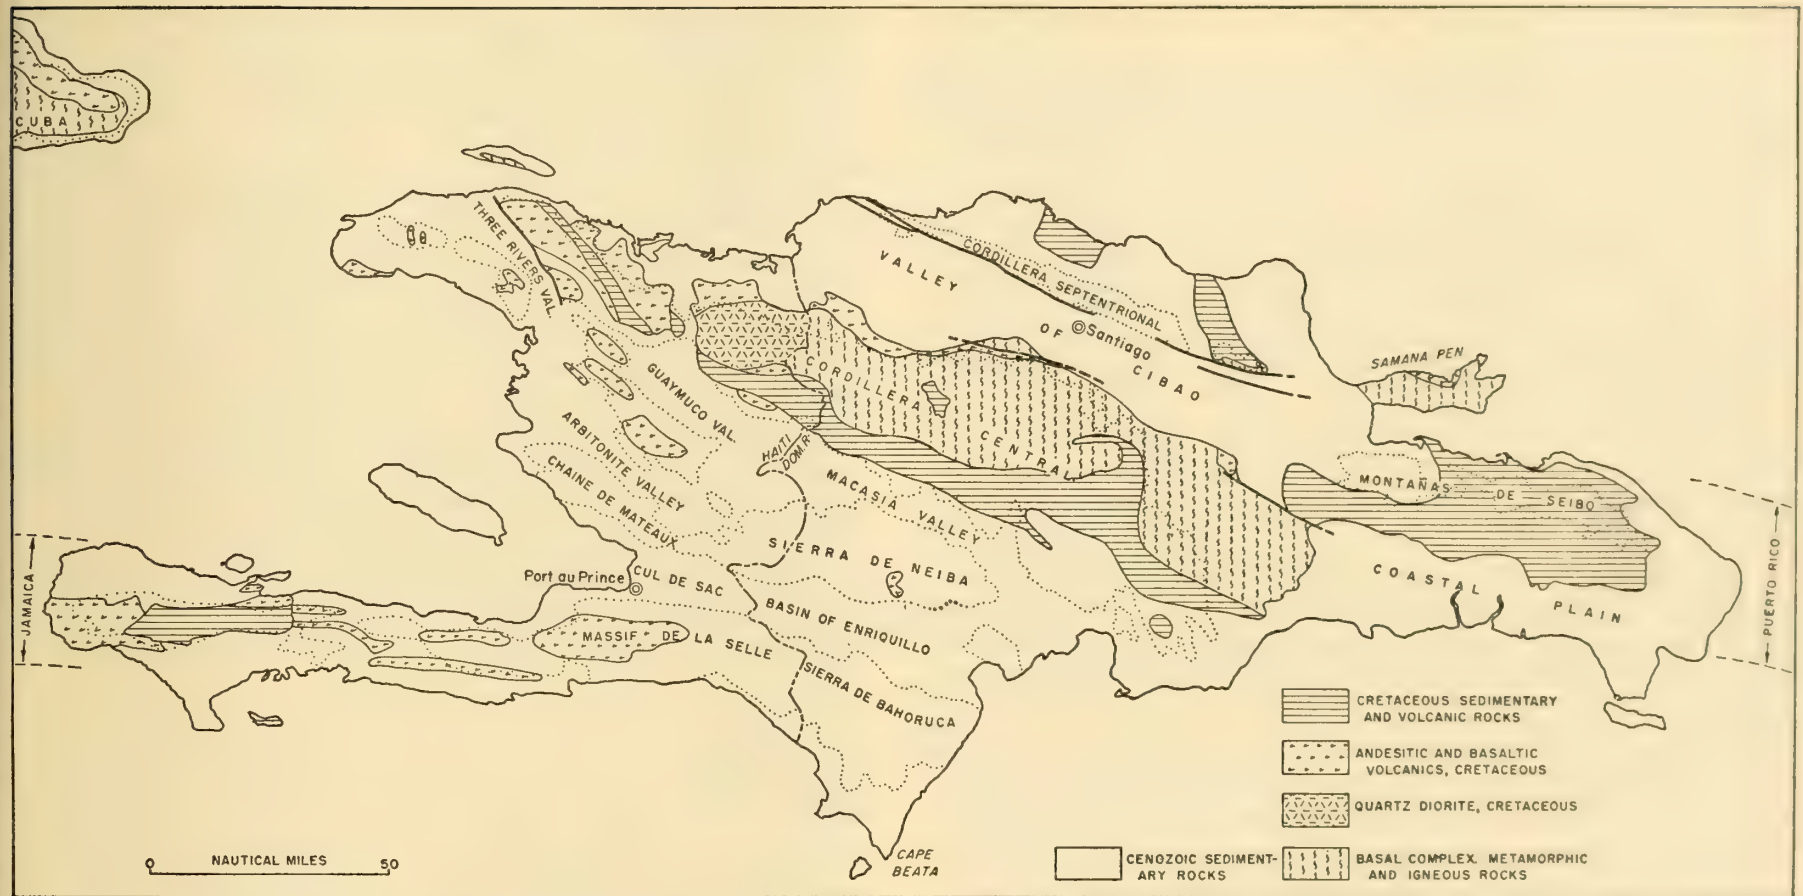 CUBA
THREE RIVERS VAL.
VALLEY
OF
CIBAO
CORDILLERA SEPTENTRIONAL
Santiago
SAMANA PEN
GUAYMUCO VAL.
CORDILLERA
CENTRAL
HAITI
DOM.R.
ARBITONITE VALLEY
CHAINE DE MATEAUX
MACASIA VALLEY
MONTAÑAS DE SEIBO
SIERRA DE NEIBA
JAMAICA
Port au Prince
CUL DE SAC
BASIN OF ENRIQUILLO
COASTAL PLAIN
PUERTO RICO
MASSIF DE LA SELLE
SIERRA DE BAHORUCA
CRETACEOUS SEDIMENTARY
AND VOLCANIC ROCKS
ANDESITIC AND BASALTIC
VOLCANICS, CRETACEOUS
QUARTZ DIORITE, CRETACEOUS
0 NAUTICAL MILES 50
CAPE
BEATA
CENOZOIC SEDIMENT-
ARY ROCKS
BASAL COMPLEX. METAMORPHIC
AND IGNEOUS ROCKS